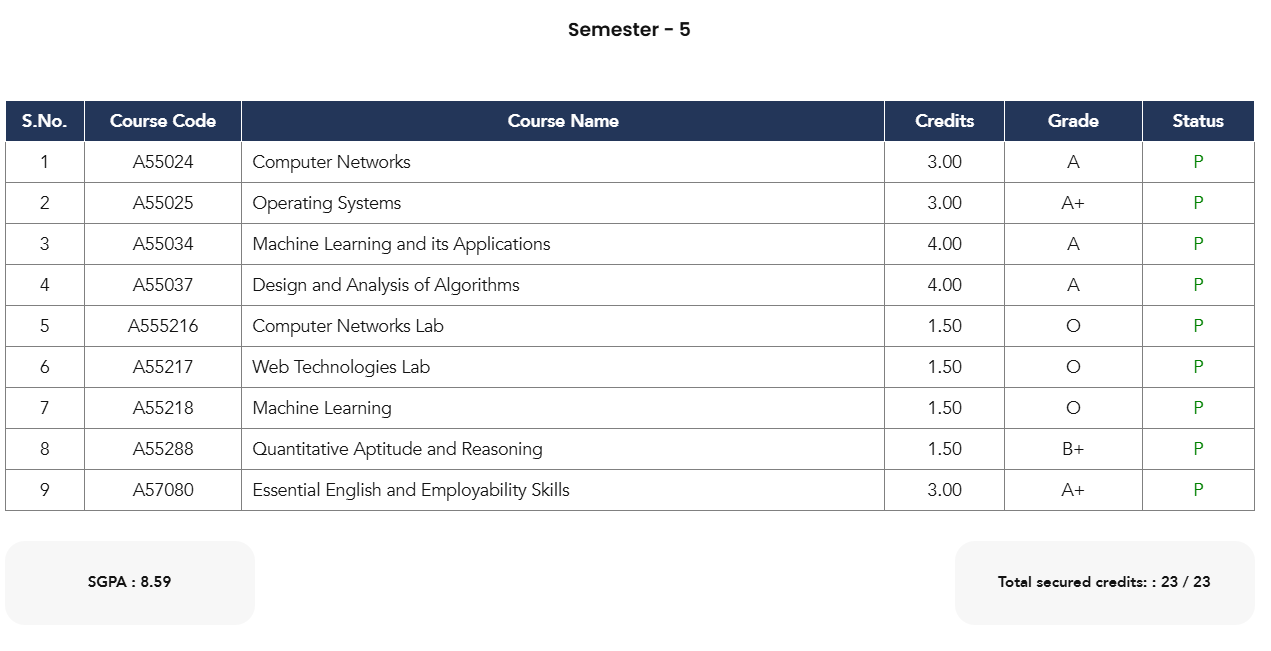 Semester - 5
S.No. Course Code Course Name Credits Grade Status
1 A55024 Computer Networks 3.00 A P
2 A55025 Operating Systems 3.00 A+ P
3 A55034 Machine Learning and its Applications 4.00 A P
4 A55037 Design and Analysis of Algorithms 4.00 A P
5 A555216 Computer Networks Lab 1.50 O P
6 A55217 Web Technologies Lab 1.50 O P
7 A55218 Machine Learning 1.50 O P
8 A55288 Quantitative Aptitude and Reasoning 1.50 B+ P
9 A57080 Essential English and Employability Skills 3.00 A+ P
SGPA : 8.59 Total secured credits: : 23 / 23